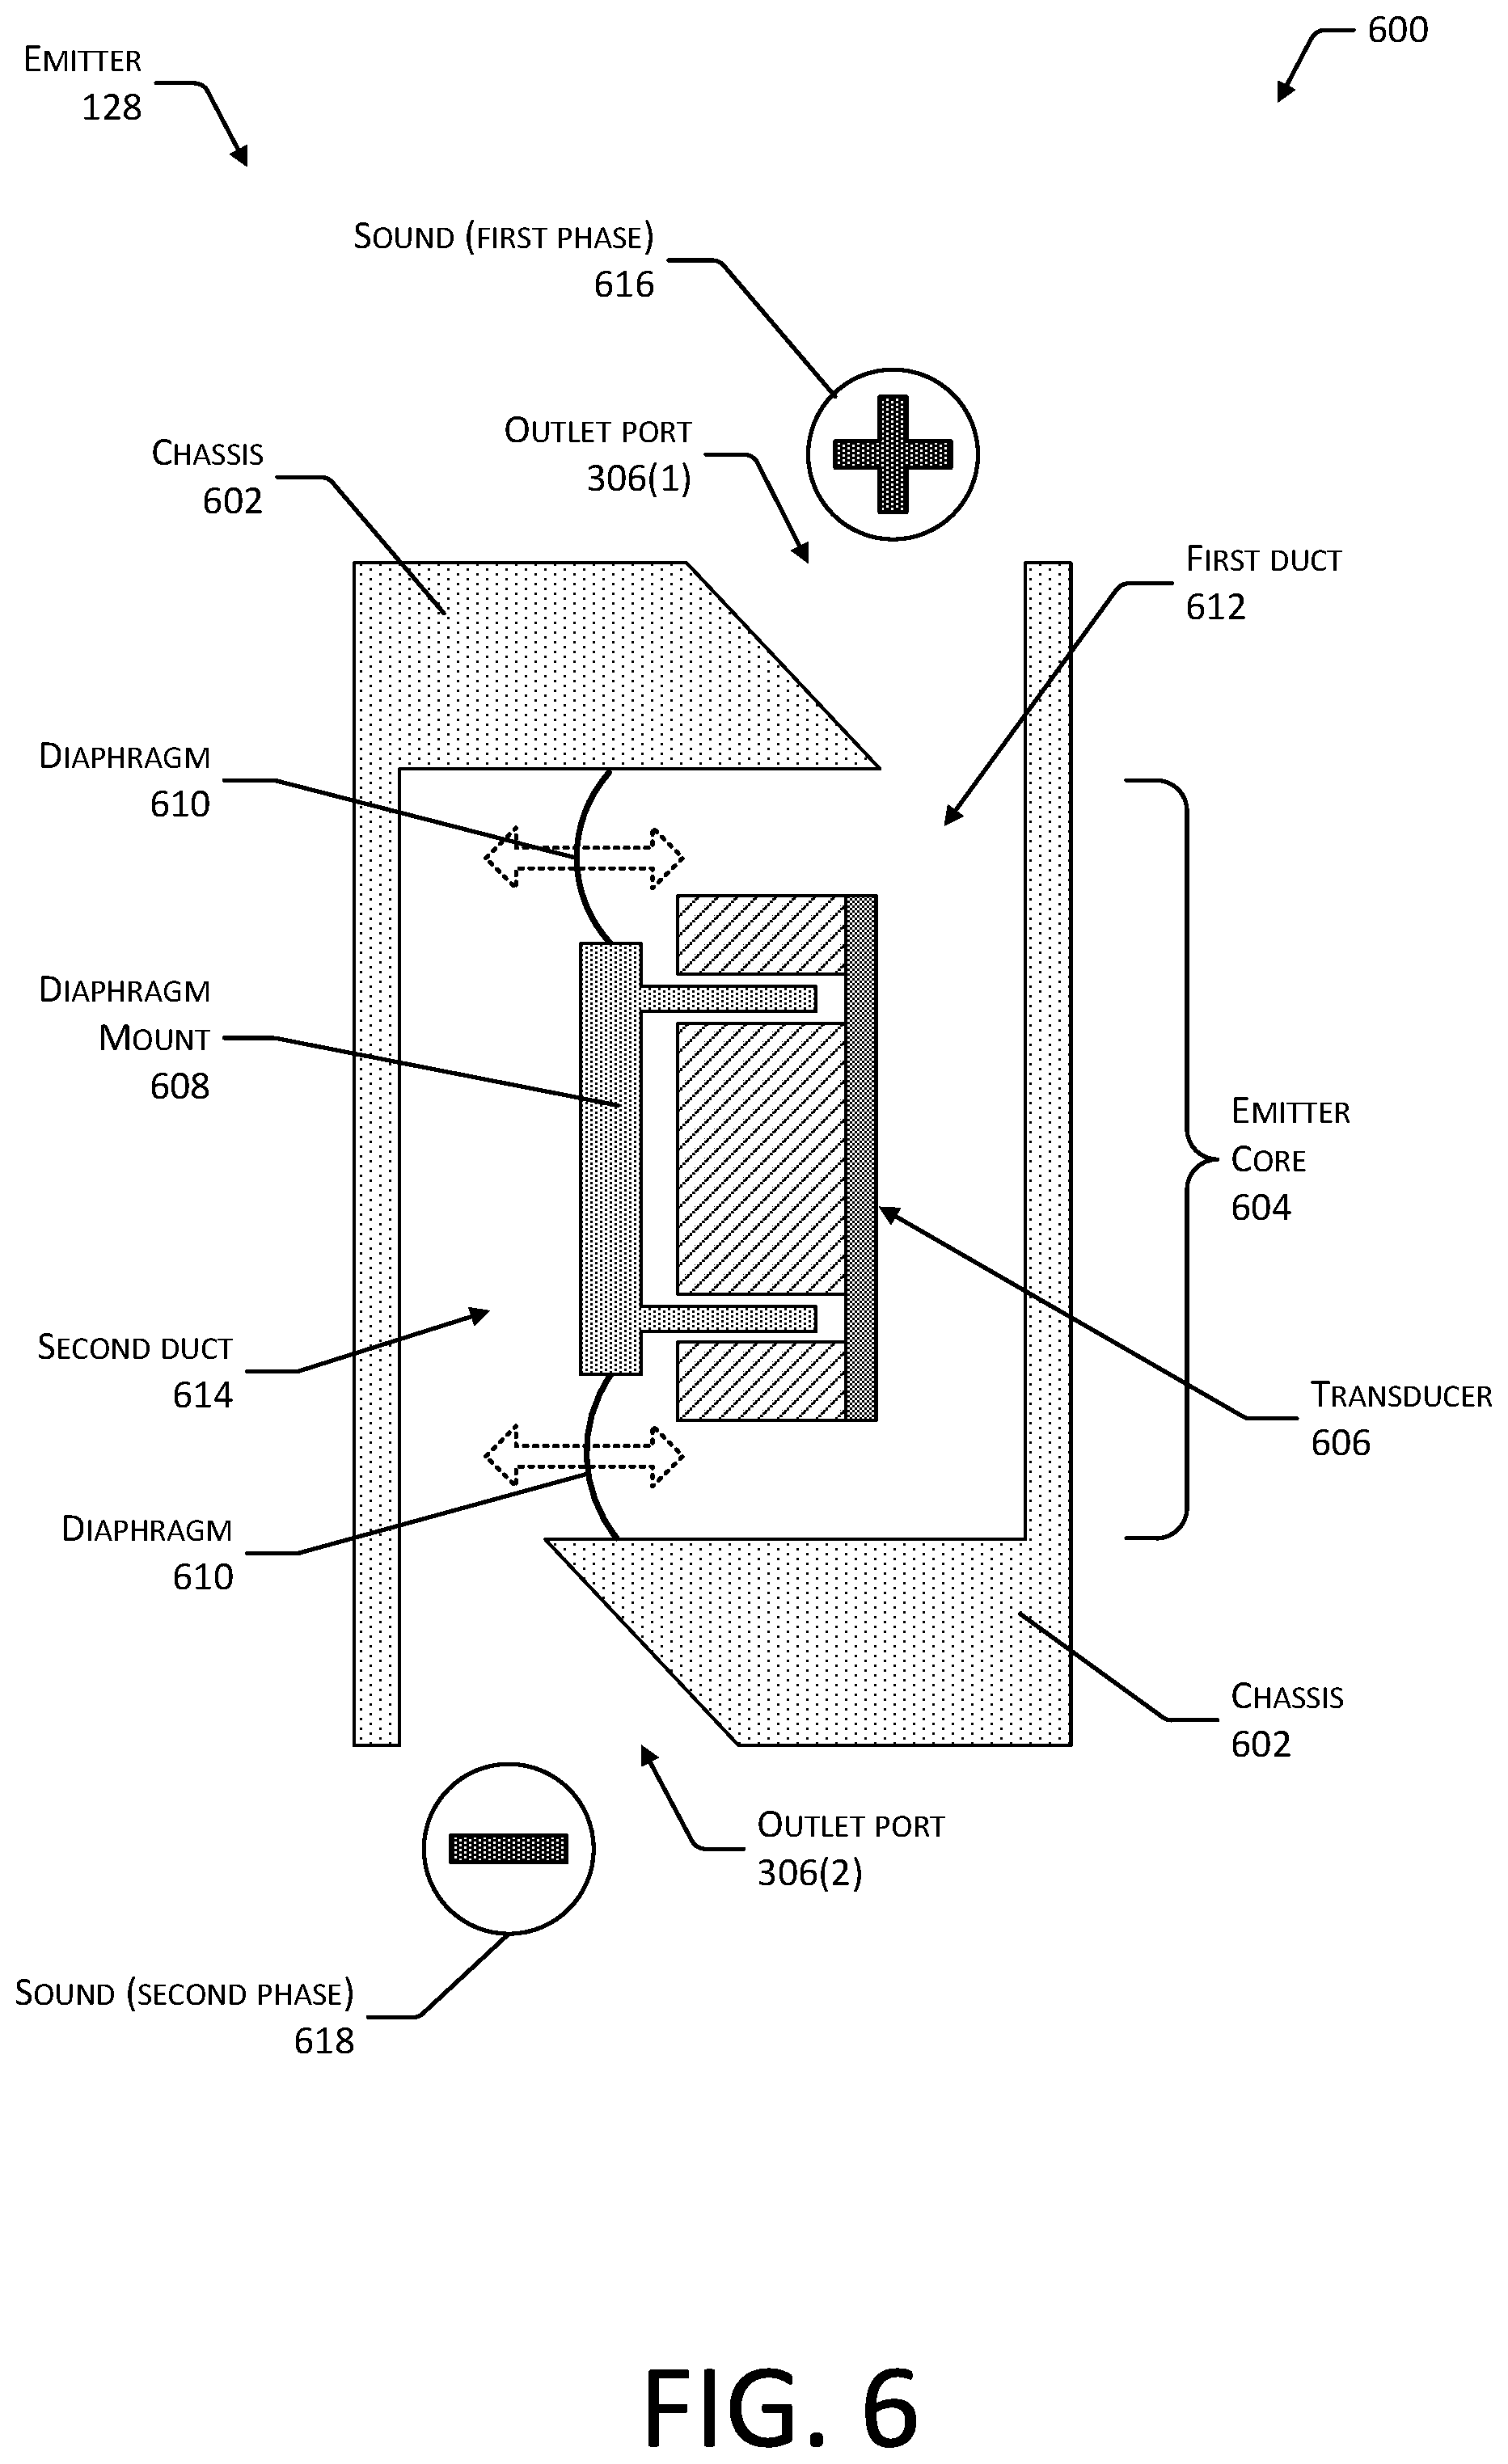 600
EMITTER
128
SOUND (FIRST PHASE)
616
OUTLET PORT
306(1)
CHASSIS
602
FIRST DUCT
612
DIAPHRAGM
610
DIAPHRAGM
MOUNT
608
EMITTER
CORE
604
SECOND DUCT
614
TRANSDUCER
606
DIAPHRAGM
610
CHASSIS
602
OUTLET PORT
306(2)
SOUND (SECOND PHASE)
618
FIG. 6